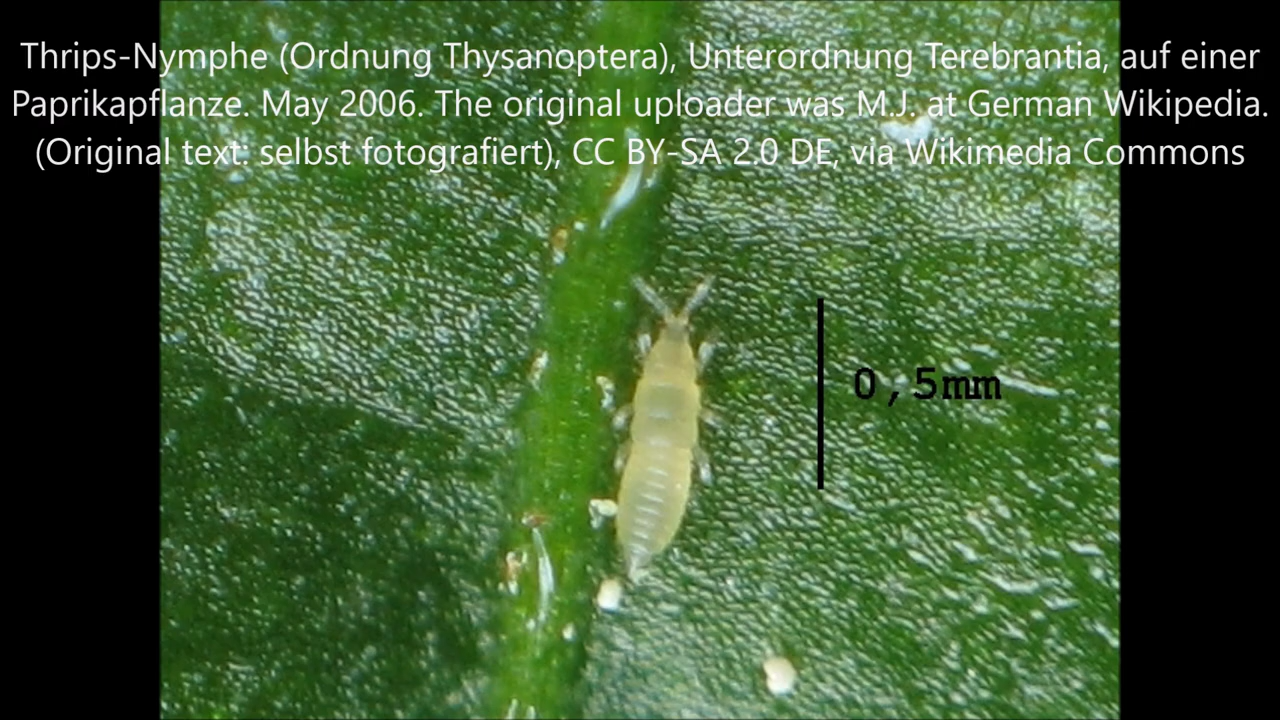 Thrips-Nymphe (Ordnung Thysanoptera), Unterordnung Terebrantia, auf einer
Paprikapflanze. May 2006. The original uploader was M.J. at German Wikipedia.
(Original text: selbst fotografiert), CC BY-SA 2.0 DE, via Wikimedia Commons
0,5mm